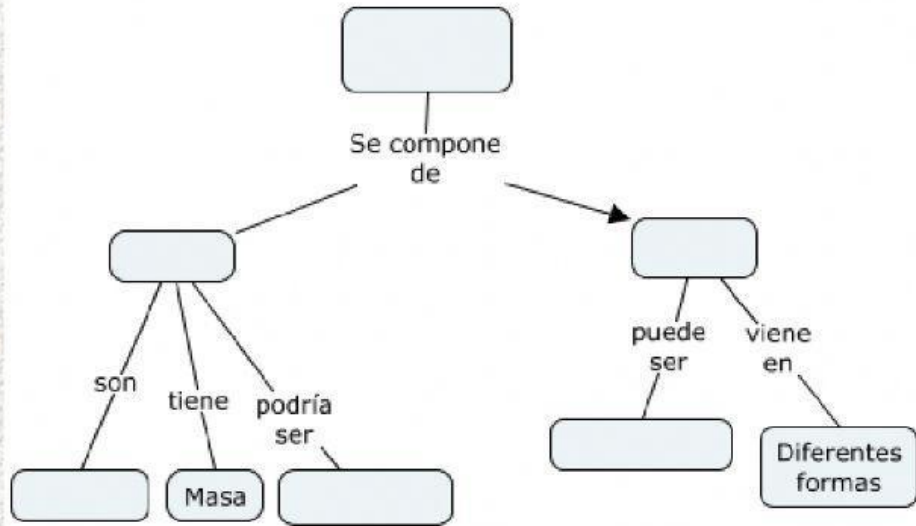 Se compone
de
puede
ser
viene
en
son
tiene
podría
ser
Masa
Diferentes
formas